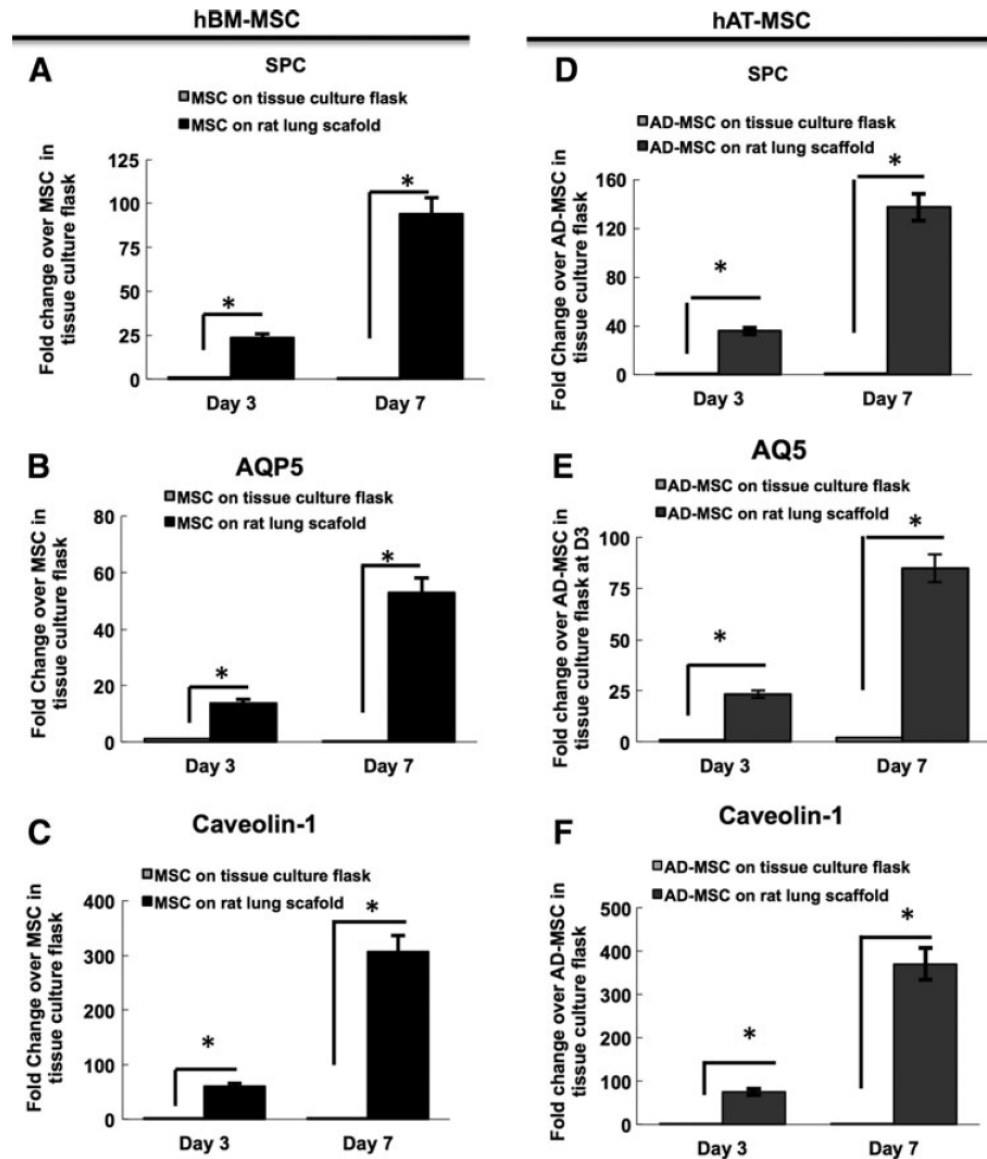 hBM-MSC
A
SPC
MSC on tissue culture flask
MSC on rat lung scafold
Fold change over MSC in
tissue culture flask
125
100
75
50
25
0
*
*
Day 3
Day 7
B
AQP5
MSC on tissue culture flask
MSC on rat lung scafold
Fold Change over MSC in
tissue culture flask
80
60
40
20
0
*
*
Day 3
Day 7
C
Caveolin-1
MSC on tissue culture flask
MSC on rat lung scafold
Fold Change over MSC in
tissue culture flask
400
300
200
100
0
*
*
Day 3
Day 7
hAT-MSC
D
SPC
AD-MSC on tissue culture flask
AD-MSC on rat lung scaffold
Fold Change over AD-MSC in
tissue culture flask
160
120
80
40
0
*
*
Day 3
Day 7
E
AQ5
AD-MSC on tissue culture flask
AD-MSC on rat lung scaffold
Fold change over AD-MSC in
tissue culture flask at D3
100
75
50
25
0
*
*
Day 3
Day 7
F
Caveolin-1
AD-MSC on tissue culture flask
AD-MSC on rat lung scaffold
Fold Change over AD-MSC in
tissue culture flask
500
400
300
200
100
0
*
*
Day 3
Day 7